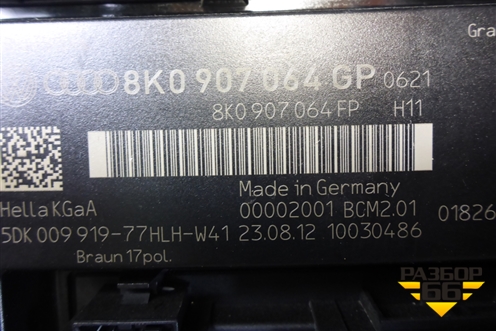 Gra
8K0 907 064 GP 0621
8K0 907 064 FP H11
Made in Germany
Hella KGaA 00002001 BCM2.01 01826
5DK 009 919-77HLH-W41 23.08.12 10030486
Braun 17pol.
РАЗБОР
66